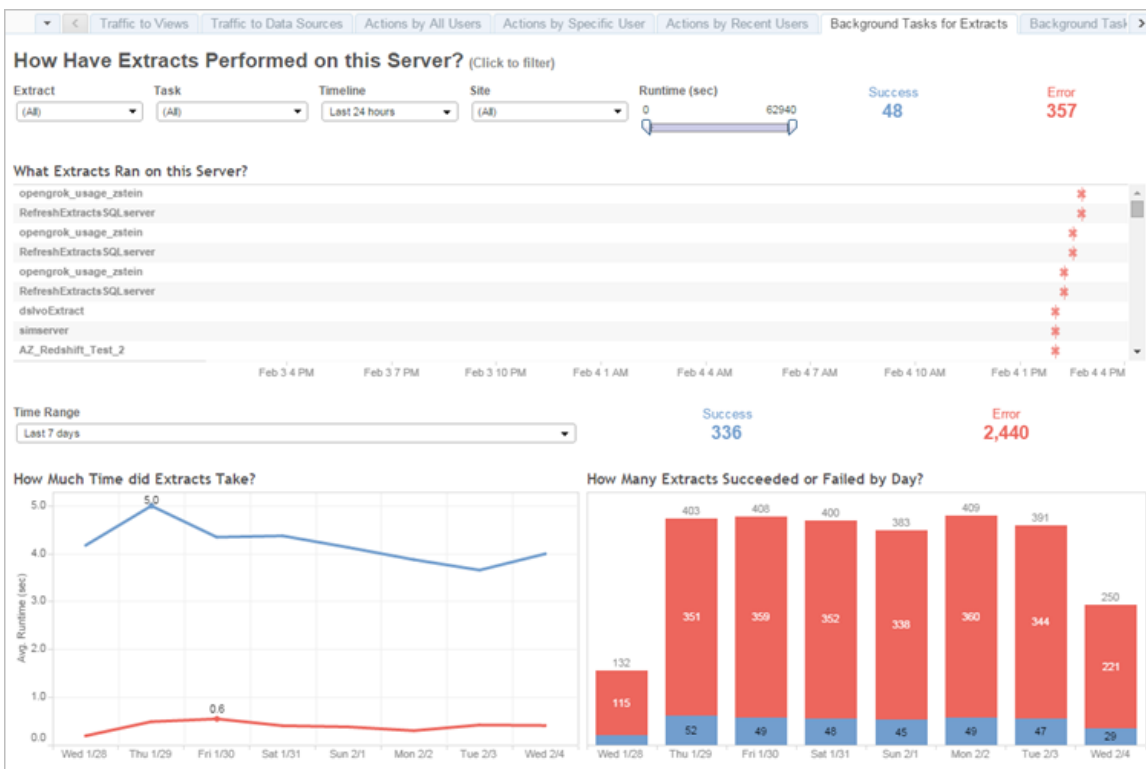 Traffic to Views Traffic to Data Sources Actions by All Users Actions by Specific User Actions by Recent Users Background Tasks for Extracts Background Task
How Have Extracts Performed on this Server? (Click to filter)
Extract Task Timeline Site Runtime (sec) Success Error
(All) (All) Last 24 hours (All) 0 62940 48 357
What Extracts Ran on this Server?
opengrok_usage_zstein
RefreshExtractsSQLserver
opengrok_usage_zstein
RefreshExtractsSQLserver
opengrok_usage_zstein
RefreshExtractsSQLserver
dslvoExtract
simserver
AZ_Redshift_Test_2
Feb 3 4 PM Feb 3 7 PM Feb 3 10 PM Feb 4 1 AM Feb 4 4 AM Feb 4 7 AM Feb 4 10 AM Feb 4 1 PM Feb 4 4 PM
Time Range Success Error
Last 7 days 336 2,440
How Much Time did Extracts Take?
5.0
5.0
4.0
3.0
2.0
1.0
0.6
0.0
Avg. Runtime (sec)
Wed 1/28 Thu 1/29 Fri 1/30 Sat 1/31 Sun 2/1 Mon 2/2 Tue 2/3 Wed 2/4
How Many Extracts Succeeded or Failed by Day?
132 403 408 400 383 409 391 250
115 351 359 352 338 360 344 221
52 49 48 45 49 47 29
Wed 1/28 Thu 1/29 Fri 1/30 Sat 1/31 Sun 2/1 Mon 2/2 Tue 2/3 Wed 2/4